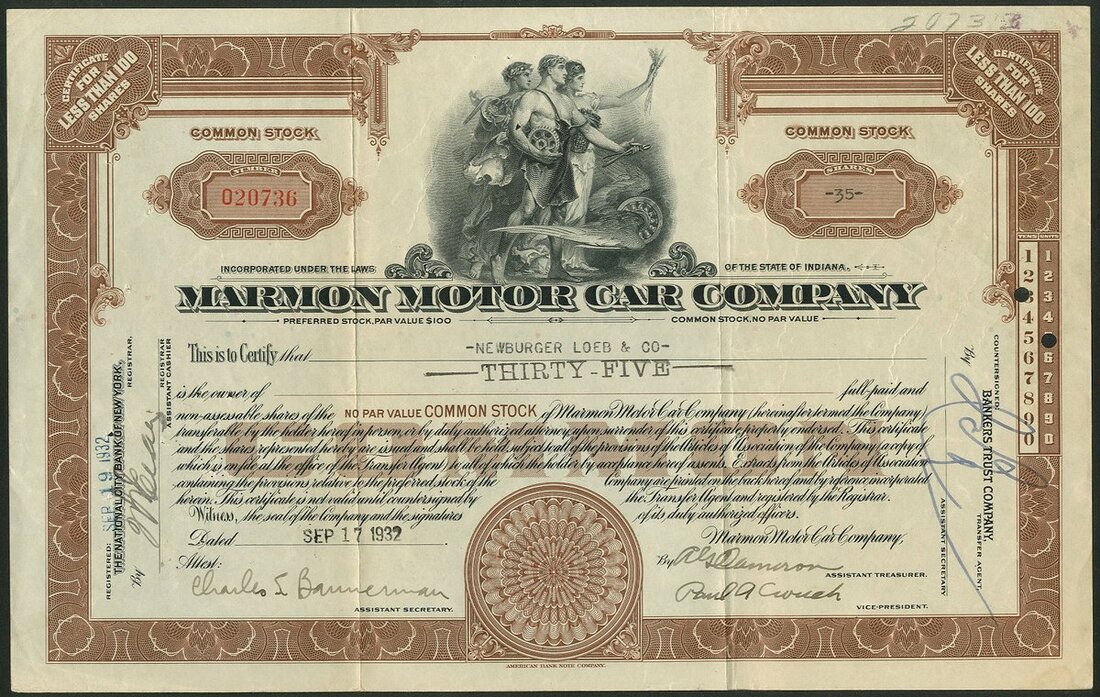 20732
CERTIFICATE
FOR
LESS THAN 100
SHARES
CERTIFICATE
FOR
LESS THAN 100
SHARES
COMMON STOCK
COMMON STOCK
NUMBER
020736
SHARES
-35-
INCORPORATED UNDER THE LAWS
OF THE STATE OF INDIANA.
MARMON MOTOR CAR COMPANY
PREFERRED STOCK, PAR VALUE $100
COMMON STOCK, NO PAR VALUE
This is to Certify that
-NEWBURGER LOEB & CO-
THIRTY-FIVE
is the owner of
full-paid and
non-assessable shares of the NO PAR VALUE COMMON STOCK of Marmon Motor Car Company (hereinafter termed the Company)
transferable by the holder hereof in person, or by duly authorized attorney, upon surrender of this certificate properly endorsed. This certificate
and the shares represented hereby are issued and shall be held subject to all of the provisions of the Articles of Association of the Company (a copy of
which is on file at the office of the Transfer Agent) to all of which the holder by acceptance hereof assents. Extracts from the Articles of Association
containing the provisions relative to the preferred stock of the Company are printed on the back hereof and by reference incorporated
herein. This certificate is not valid until countersigned by the Transfer Agent and registered by the Registrar.
Witness, the seal of the Company and the signatures of its duly authorized officers.
Dated SEP 17 1932
Marmon Motor Car Company,
Attest:
Charles S Bannerman
ASSISTANT SECRETARY.
By A G Dameron
ASSISTANT TREASURER.
Paul A Crouch
VICE-PRESIDENT.
COMMON
REGISTERED: SEP 19 1932
THE NATIONAL CITY BANK OF NEW YORK,
REGISTRAR.
By
REGISTRAR
ASSISTANT CASHIER
COUNTERSIGNED:
BANKERS TRUST COMPANY,
TRANSFER AGENT.
By
ASSISTANT SECRETARY
TENS UNITS
1 1
2 2
3
4 4
5
6 6
7 7
8 8
9 9
0 0
AMERICAN BANK NOTE COMPANY.